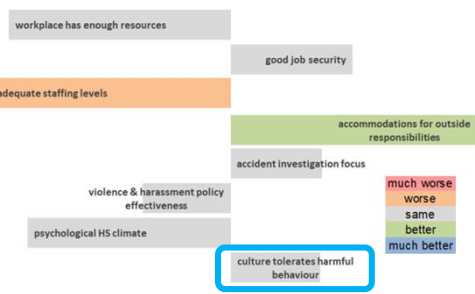 workplace has enough resources
good job security
adequate staffing levels
accommodations for outside
responsibilities
accident investigation focus
violence & harassment policy
effectiveness
psychological HS climate
culture tolerates harmful
behaviour
much worse
worse
same
better
much better